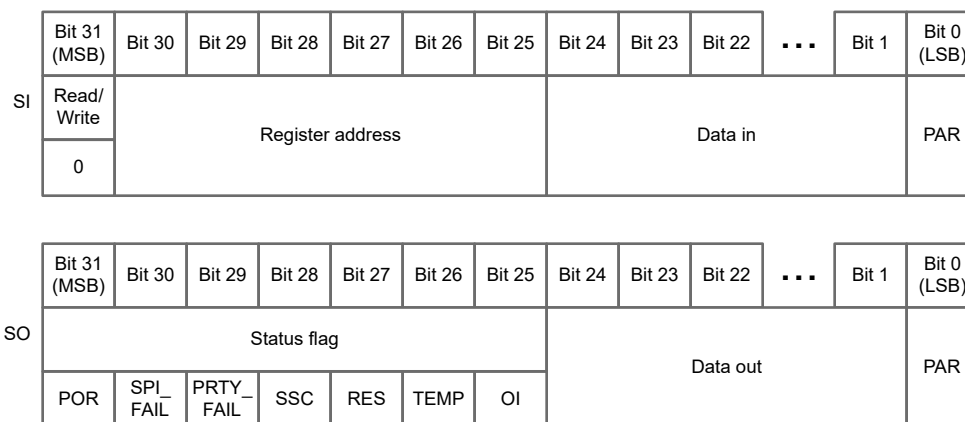 Bit 31 Bit 30 Bit 29 Bit 28 Bit 27 Bit 26 Bit 25 Bit 24 Bit 23 Bit 22 ... Bit 1 Bit 0
(MSB) (LSB)
SI
Read/
Write
0
Register address
Data in
PAR
Bit 31 Bit 30 Bit 29 Bit 28 Bit 27 Bit 26 Bit 25 Bit 24 Bit 23 Bit 22 ... Bit 1 Bit 0
(MSB) (LSB)
SO
Status flag
Data out
PAR
POR SPI_ PRTY_ SSC RES TEMP OI
FAIL FAIL